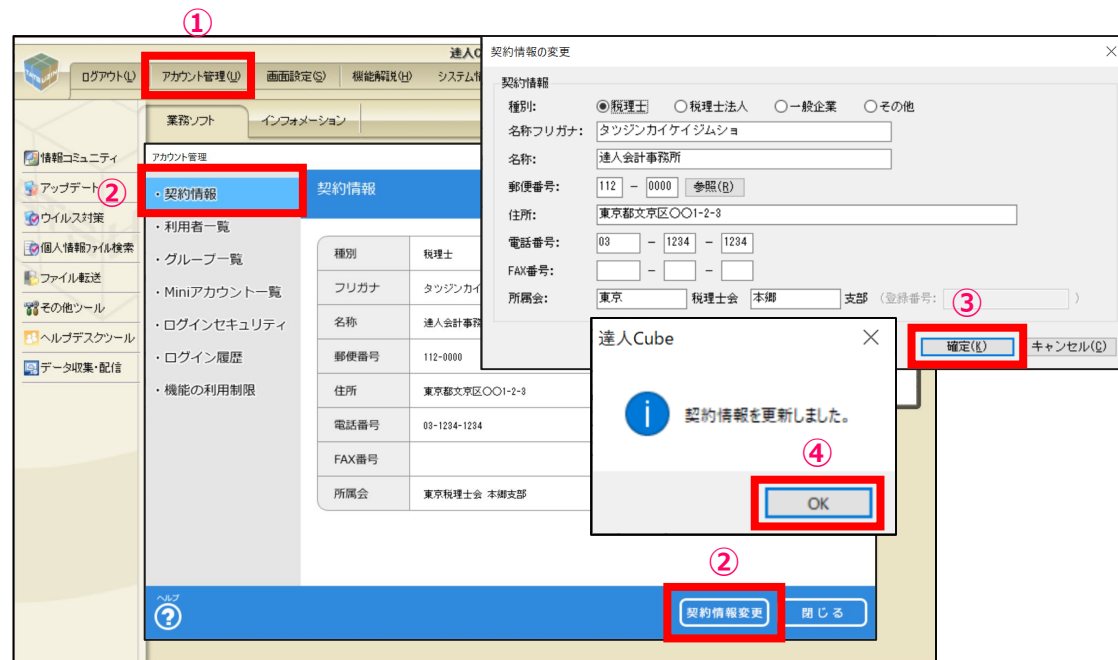 ①
達人C
ログアウト(L)
アカウント管理(U)
画面設定(S)
機能解説(H)
システム情
業務ソフト
インフォメーション
情報コミュニティ
アップデート
ウイルス対策
個人情報ファイル検索
ファイル転送
その他ツール
ヘルプデスクツール
データ収集・配信
アカウント管理
②
・契約情報
・利用者一覧
・グループ一覧
・Miniアカウント一覧
・ログインセキュリティ
・ログイン履歴
・機能の利用制限
契約情報
種別 税理士
フリガナ タツジンカイ
名称 達人会計事務
郵便番号 112-0000
住所 東京都文京区〇〇1-2-3
電話番号 03-1234-1234
FAX番号
所属会 東京税理士会 本郷支部
ヘルプ
?
②
契約情報変更
閉じる
契約情報の変更
契約情報
種別: 税理士 税理士法人 一般企業 その他
名称フリガナ: タツジンカイケイジムショ
名称: 達人会計事務所
郵便番号: 112 - 0000 参照(R)
住所: 東京都文京区〇〇1-2-3
電話番号: 03 - 1234 - 1234
FAX番号: - -
所属会: 東京 税理士会 本郷 支部 (登録番号: )
③
確定(K)
キャンセル(C)
達人Cube
契約情報を更新しました。
④
OK